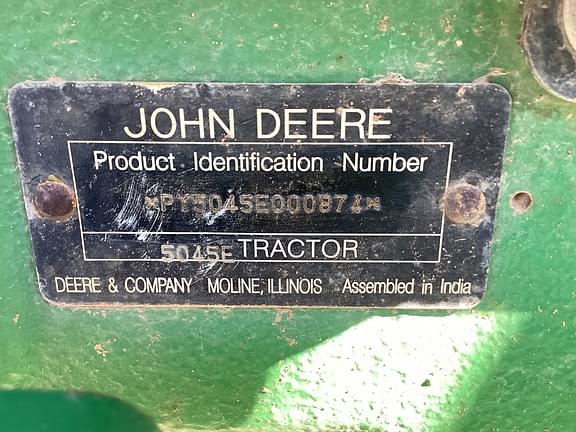 JOHN DEERE
Product Identification Number
5045E TRACTOR
DEERE & COMPANY MOLINE, ILLINOIS Assembled in India